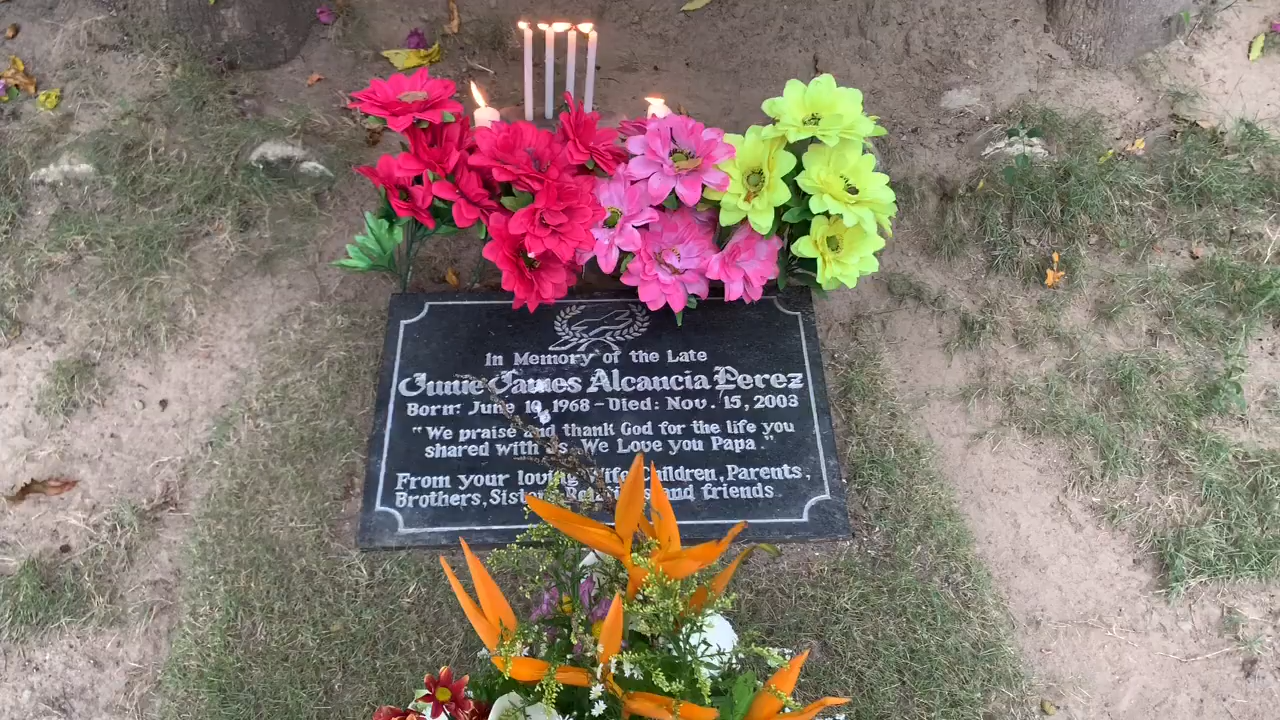 In Memory of the Late
Junie James Alcancia Perez
Born: June 10, 1968 - Died: Nov. 15, 2003
"We praise and thank God for the life you
shared with us. We Love you Papa."
From your loving Wife, Children, Parents,
Brothers, Sisters, Relatives and friends